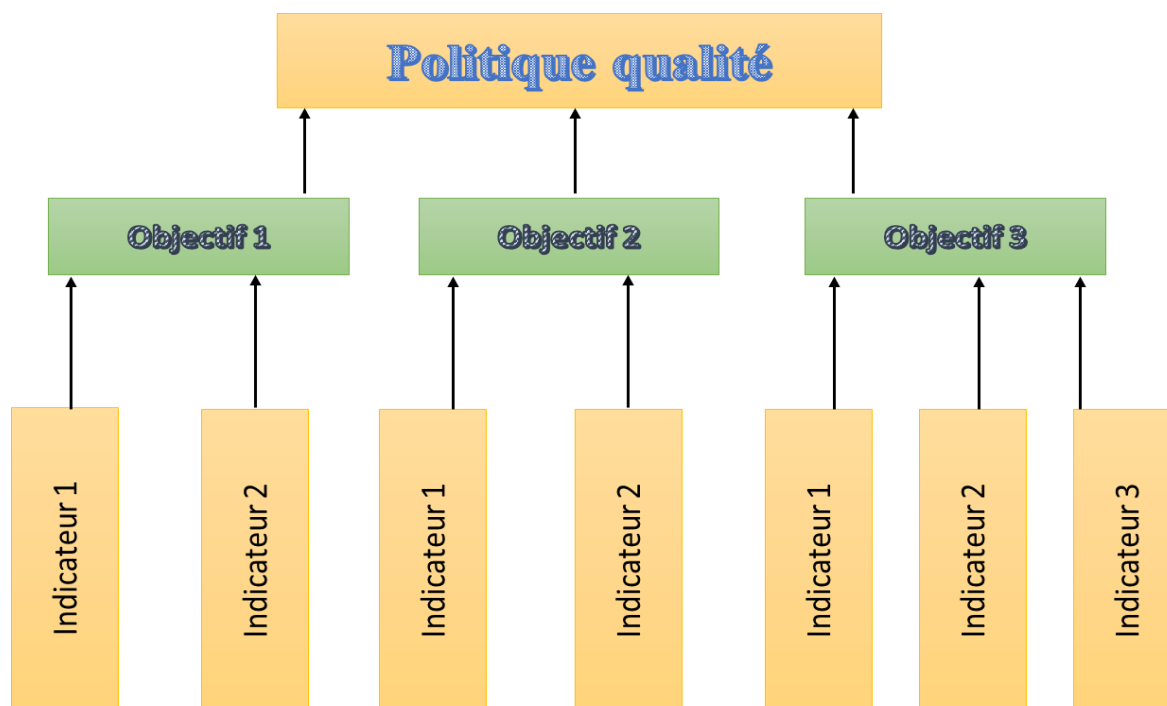 Politique qualité
Objectif 1
Objectif 2
Objectif 3
Indicateur 1
Indicateur 2
Indicateur 1
Indicateur 2
Indicateur 1
Indicateur 2
Indicateur 3